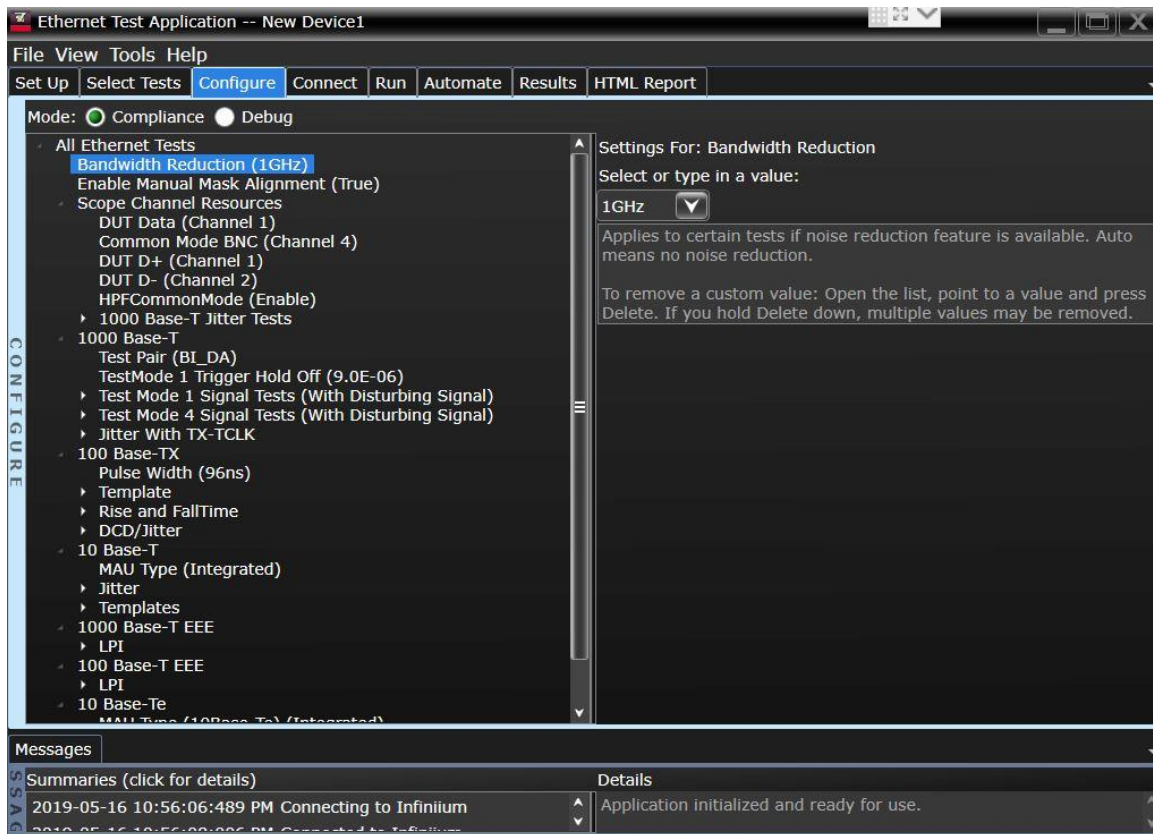 Ethernet Test Application -- New Device1
File View Tools Help
Set Up Select Tests Configure Connect Run Automate Results HTML Report
Mode: Compliance Debug
All Ethernet Tests
Bandwidth Reduction (1GHz)
Enable Manual Mask Alignment (True)
Scope Channel Resources
DUT Data (Channel 1)
Common Mode BNC (Channel 4)
DUT D+ (Channel 1)
DUT D- (Channel 2)
HPFCommonMode (Enable)
1000 Base-T Jitter Tests
1000 Base-T
Test Pair (BI_DA)
TestMode 1 Trigger Hold Off (9.0E-06)
Test Mode 1 Signal Tests (With Disturbing Signal)
Test Mode 4 Signal Tests (With Disturbing Signal)
Jitter With TX-TCLK
100 Base-TX
Pulse Width (96ns)
Template
Rise and FallTime
DCD/Jitter
10 Base-T
MAU Type (Integrated)
Jitter
Templates
1000 Base-T EEE
LPI
100 Base-T EEE
LPI
10 Base-Te
MAU Type (10Base-Te) (Integrated)
CONFIGURE
Settings For: Bandwidth Reduction
Select or type in a value:
1GHz
Applies to certain tests if noise reduction feature is available. Auto
means no noise reduction.
To remove a custom value: Open the list, point to a value and press
Delete. If you hold Delete down, multiple values may be removed.
Messages
Summaries (click for details)
2019-05-16 10:56:06:489 PM Connecting to Infiniium
Details
Application initialized and ready for use.